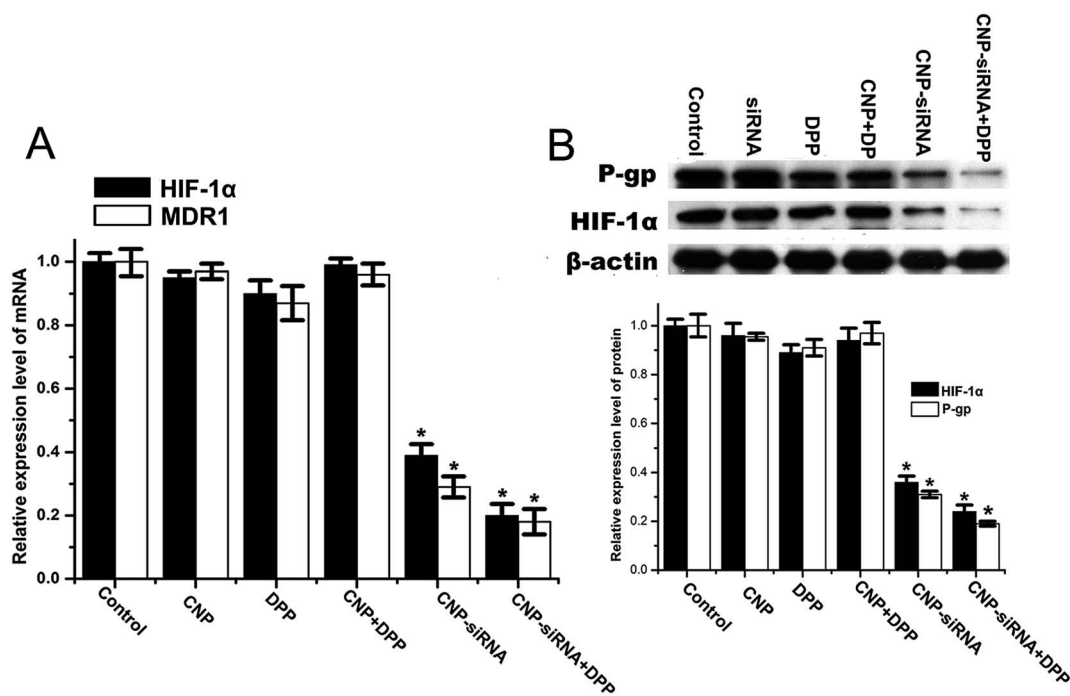 A
HIF-1α
MDR1
Relative expression level of mRNA
1.0
0.8
0.6
0.4
0.2
0.0
* * * *
Control
CNP
DPP
CNP+DPP
CNP-siRNA
CNP-siRNA+DPP
B
Control
siRNA
DPP
CNP+DP
CNP-siRNA
CNP-siRNA+DPP
P-gp
HIF-1α
β-actin
Relative expression level of protein
1.0
0.8
0.6
0.4
0.2
0.0
HIF-1α
P-gp
* * * *
Control
CNP
DPP
CNP+DPP
CNP-siRNA
CNP-siRNA+DPP